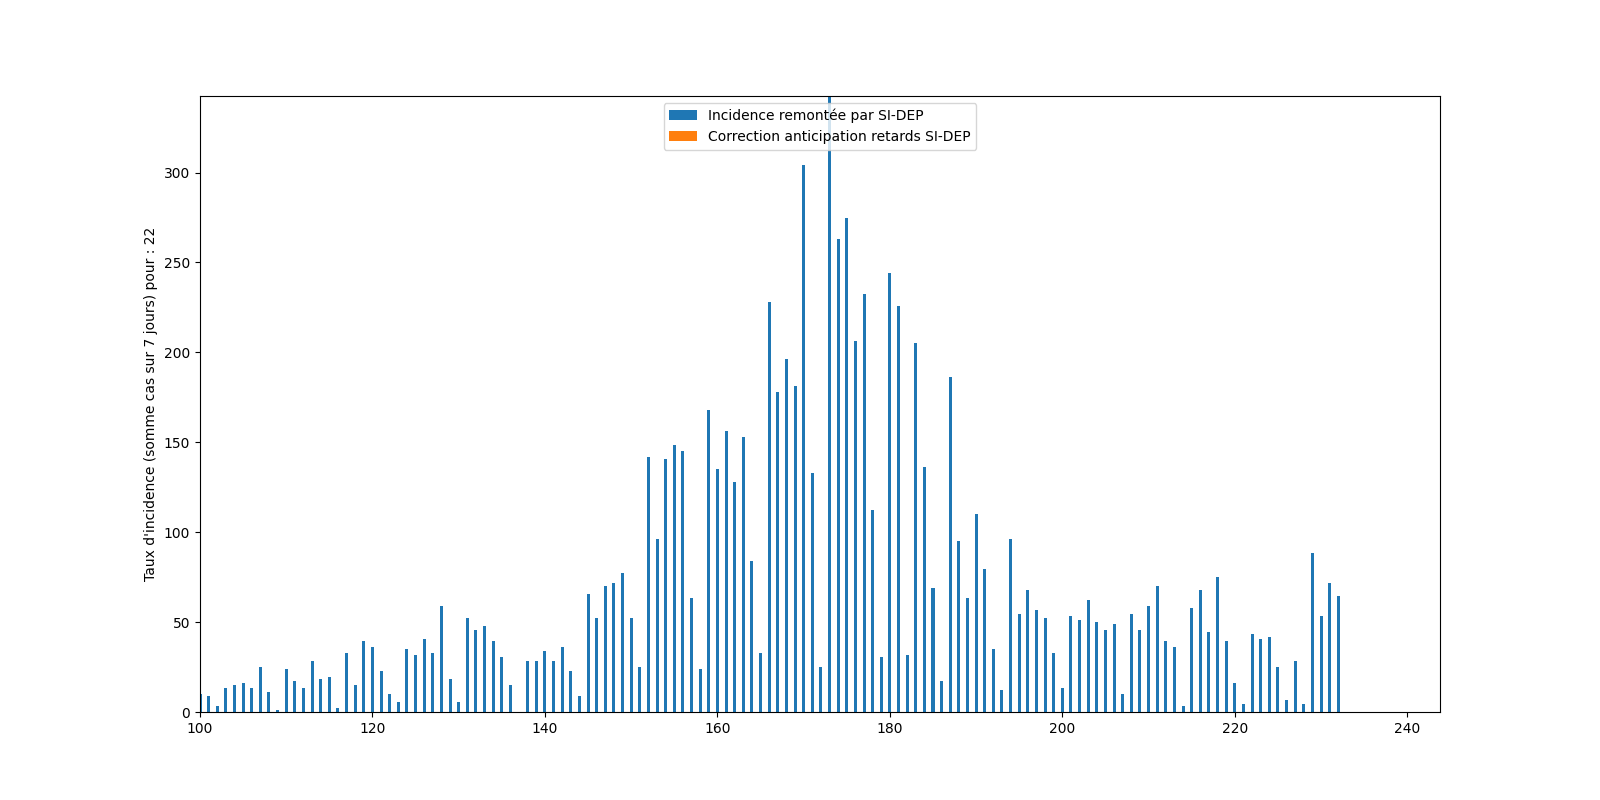 Incidence remontée par SI-DEP
Correction anticipation retards SI-DEP
Taux d'incidence (somme cas sur 7 jours) pour : 22
300
250
200
150
100
50
0
100 120 140 160 180 200 220 240